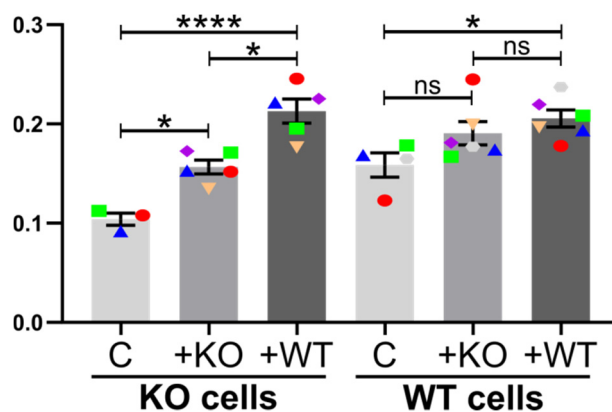 0.3
0.2
0.1
0.0
****
*
*
*
ns
ns
C +KO +WT C +KO +WT
KO cells WT cells